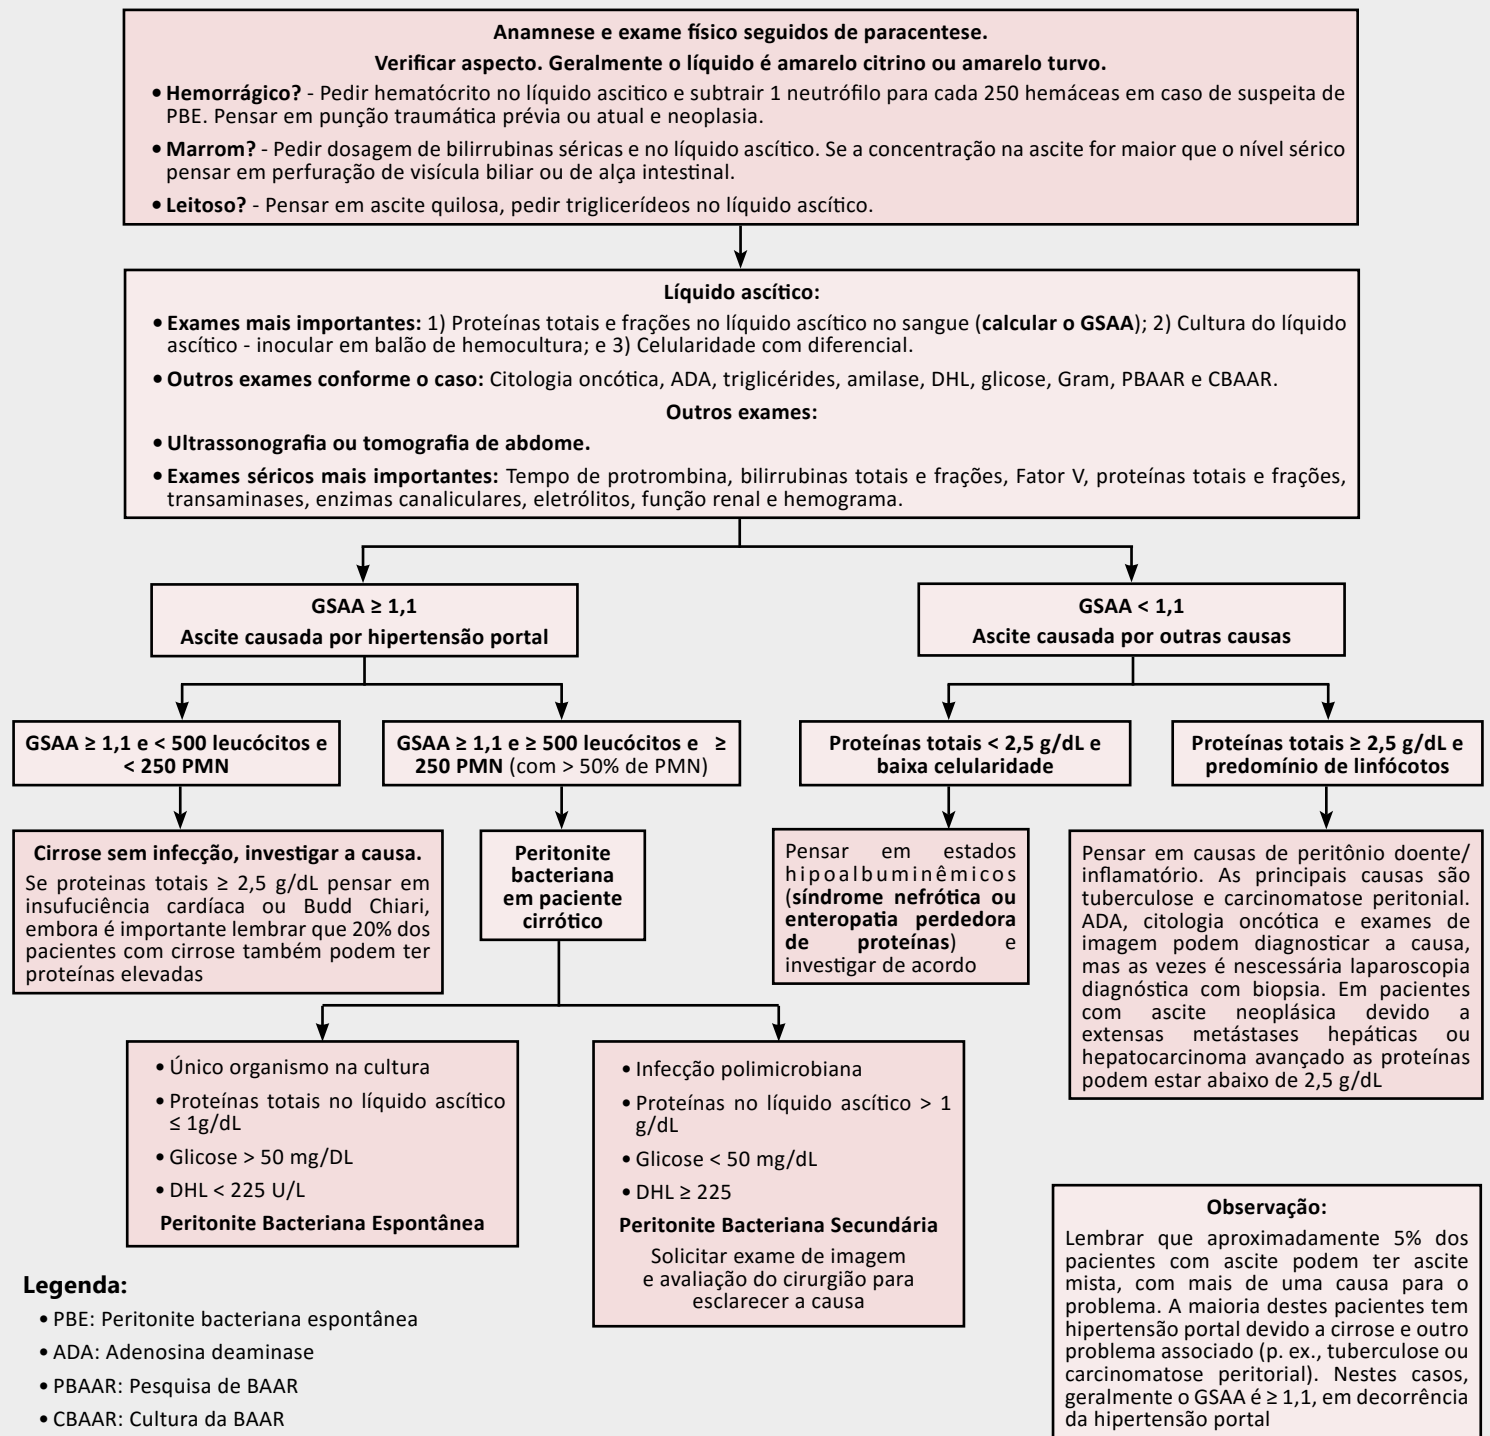 Anamnese e exame físico seguidos de paracentese.
Verificar aspecto. Geralmente o líquido é amarelo citrino ou amarelo turvo.
• Hemorrágico? - Pedir hematócrito no líquido ascitico e subtrair 1 neutrófilo para cada 250 hemáceas em caso de suspeita de
PBE. Pensar em punção traumática prévia ou atual e neoplasia.
• Marrom? - Pedir dosagem de bilirrubinas séricas e no líquido ascítico. Se a concentração na ascite for maior que o nível sérico
pensar em perfuração de visícula biliar ou de alça intestinal.
• Leitoso? - Pensar em ascite quilosa, pedir triglicerídeos no líquido ascítico.
Líquido ascítico:
• Exames mais importantes: 1) Proteínas totais e frações no líquido ascítico no sangue (calcular o GSAA); 2) Cultura do líquido
ascítico - inocular em balão de hemocultura; e 3) Celularidade com diferencial.
• Outros exames conforme o caso: Citologia oncótica, ADA, triglicérides, amilase, DHL, glicose, Gram, PBAAR e CBAAR.
Outros exames:
• Ultrassonografia ou tomografia de abdome.
• Exames séricos mais importantes: Tempo de protrombina, bilirrubinas totais e frações, Fator V, proteínas totais e frações,
transaminases, enzimas canaliculares, eletrólitos, função renal e hemograma.
GSAA ≥ 1,1
Ascite causada por hipertensão portal
GSAA < 1,1
Ascite causada por outras causas
GSAA ≥ 1,1 e < 500 leucócitos e
< 250 PMN
GSAA ≥ 1,1 e ≥ 500 leucócitos e ≥
250 PMN (com > 50% de PMN)
Proteínas totais < 2,5 g/dL e
baixa celularidade
Proteínas totais ≥ 2,5 g/dL e
predomínio de linfócotos
Cirrose sem infecção, investigar a causa.
Se proteinas totais ≥ 2,5 g/dL pensar em
insufuciência cardíaca ou Budd Chiari,
embora é importante lembrar que 20% dos
pacientes com cirrose também podem ter
proteínas elevadas
Peritonite
bacteriana
em paciente
cirrótico
Pensar em estados
hipoalbuminêmicos
(síndrome nefrótica ou
enteropatia perdedora
de proteínas) e
investigar de acordo
Pensar em causas de peritônio doente/
inflamatório. As principais causas são
tuberculose e carcinomatose peritonial.
ADA, citologia oncótica e exames de
imagem podem diagnosticar a causa,
mas as vezes é nescessária laparoscopia
diagnóstica com biopsia. Em pacientes
com ascite neoplásica devido a
extensas metástases hepáticas ou
hepatocarcinoma avançado as proteínas
podem estar abaixo de 2,5 g/dL
• Único organismo na cultura
• Proteínas totais no líquido ascítico
≤ 1g/dL
• Glicose > 50 mg/DL
• DHL < 225 U/L
Peritonite Bacteriana Espontânea
• Infecção polimicrobiana
• Proteínas no líquido ascítico > 1
g/dL
• Glicose < 50 mg/dL
• DHL ≥ 225
Peritonite Bacteriana Secundária
Solicitar exame de imagem
e avaliação do cirurgião para
esclarecer a causa
Observação:
Lembrar que aproximadamente 5% dos
pacientes com ascite podem ter ascite
mista, com mais de uma causa para o
problema. A maioria destes pacientes tem
hipertensão portal devido a cirrose e outro
problema associado (p. ex., tuberculose ou
carcinomatose peritorial). Nestes casos,
geralmente o GSAA é ≥ 1,1, em decorrência
da hipertensão portal
Legenda:
• PBE: Peritonite bacteriana espontânea
• ADA: Adenosina deaminase
• PBAAR: Pesquisa de BAAR
• CBAAR: Cultura da BAAR